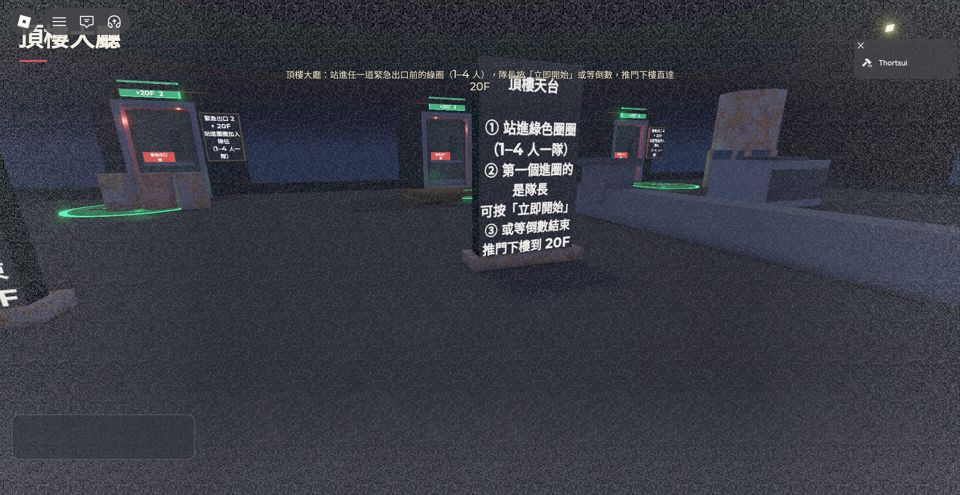 頂樓大廳
Thortsui
頂樓大廳：站進任一道緊急出口前的綠圈（1–4 人），隊長按「立即開始」或等倒數，推門下樓直達
20F
20F 2
緊急出口 2
▼ 20F
站進圈圈加入
隊伍
（1–4 人一
隊）
頂樓天台
① 站進綠色圈圈
（1–4 人一隊）
② 第一個進圈的
是隊長
可按「立即開始」
③ 或等倒數結束
推門下樓到 20F